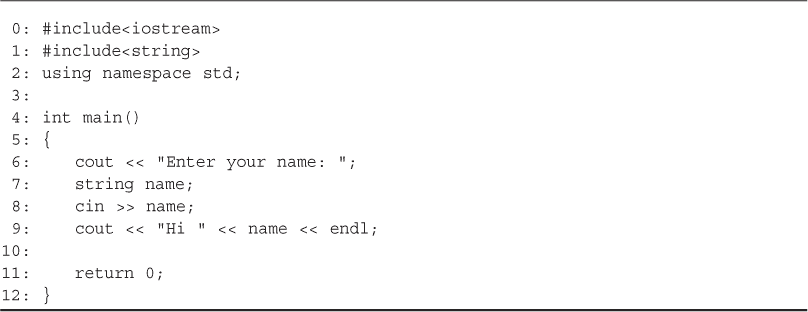 0: #include<iostream>
1: #include<string>
2: using namespace std;
3:
4: int main()
5: {
6:    cout << "Enter your name: ";
7:    string name;
8:    cin >> name;
9:    cout << "Hi " << name << endl;
10:
11:    return 0;
12: }